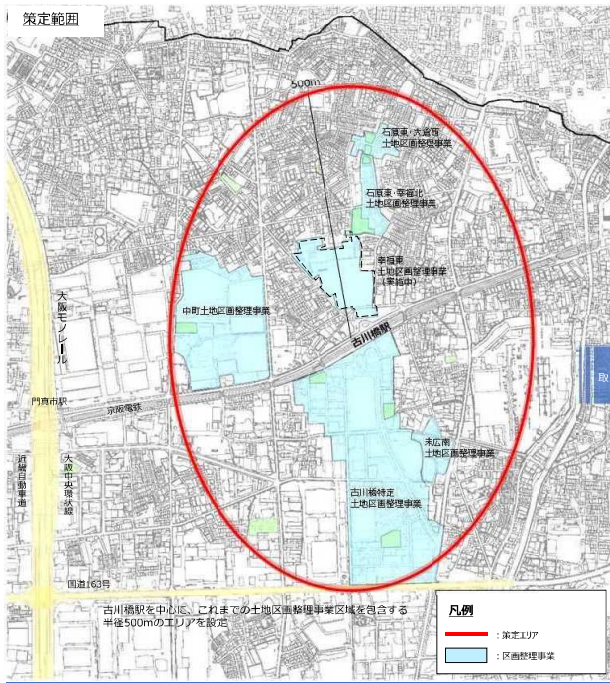 策定範囲
500m
石原東・大倉西
土地区画整理事業
石原東・幸福北
土地区画整理事業
幸福東
土地区画整理事業
(実施中)
中町土地区画整理事業
古川橋駅
大阪モノレール
門真市駅
京阪電鉄
取
末広南
土地区画整理事業
近畿自動車道
大阪中央環状線
古川橋特定
土地区画整理事業
国道163号
古川橋駅を中心に、これまでの土地区画整理事業区域を包含する
半径500mのエリアを設定
凡例
:策定エリア
:区画整理事業